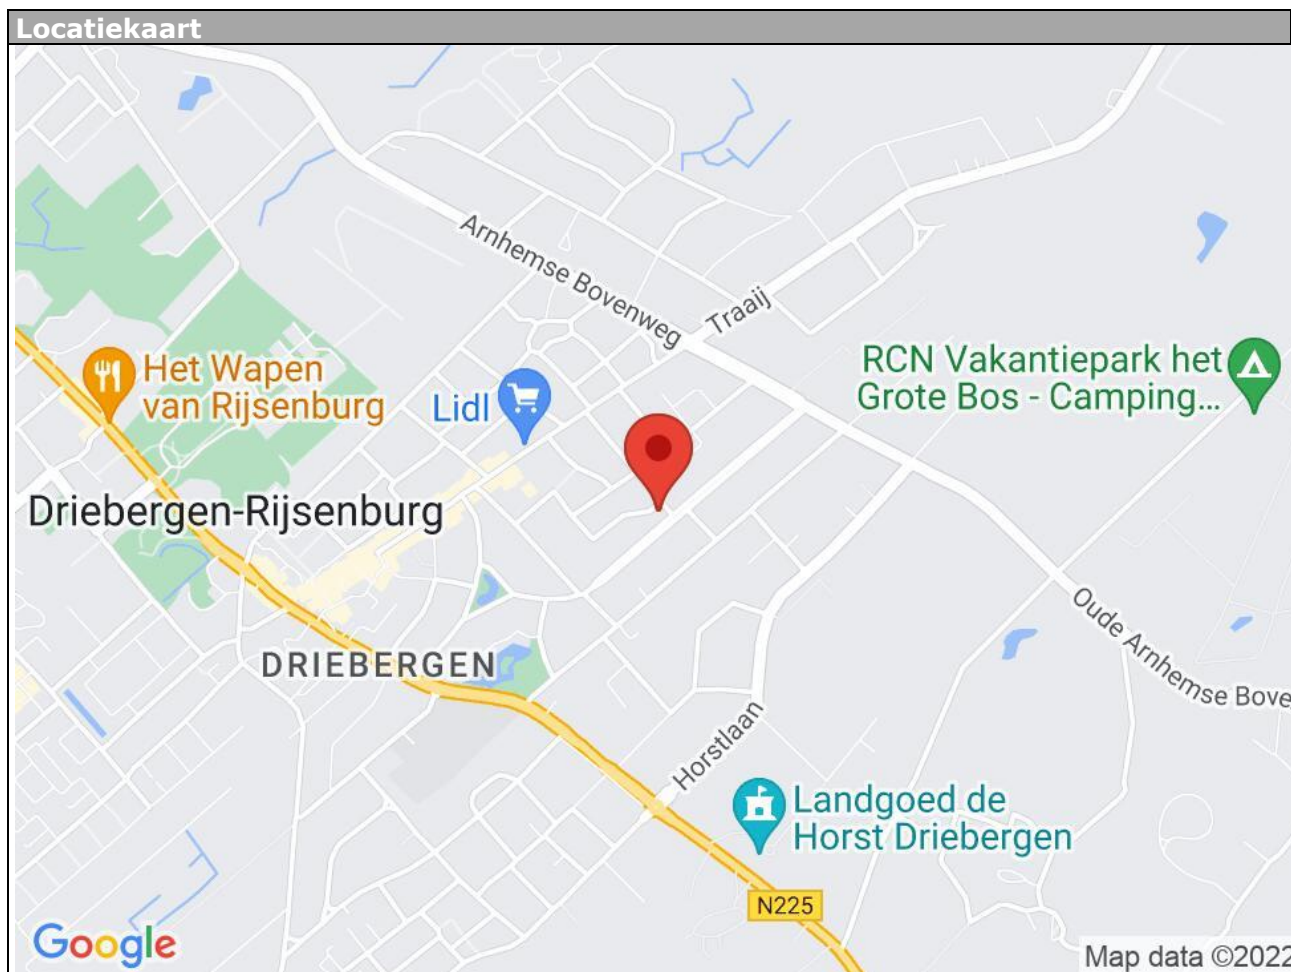 Locatiekaart
Arnhemse Bovenweg
Traaij
Het Wapen
van Rijsenburg
Lidl
RCN Vakantiepark het
Grote Bos - Camping...
Driebergen-Rijsenburg
Oude Arnhemse Bove
DRIEBERGEN
Horstlaan
Landgoed de
Horst Driebergen
N225
Google
Map data ©2022